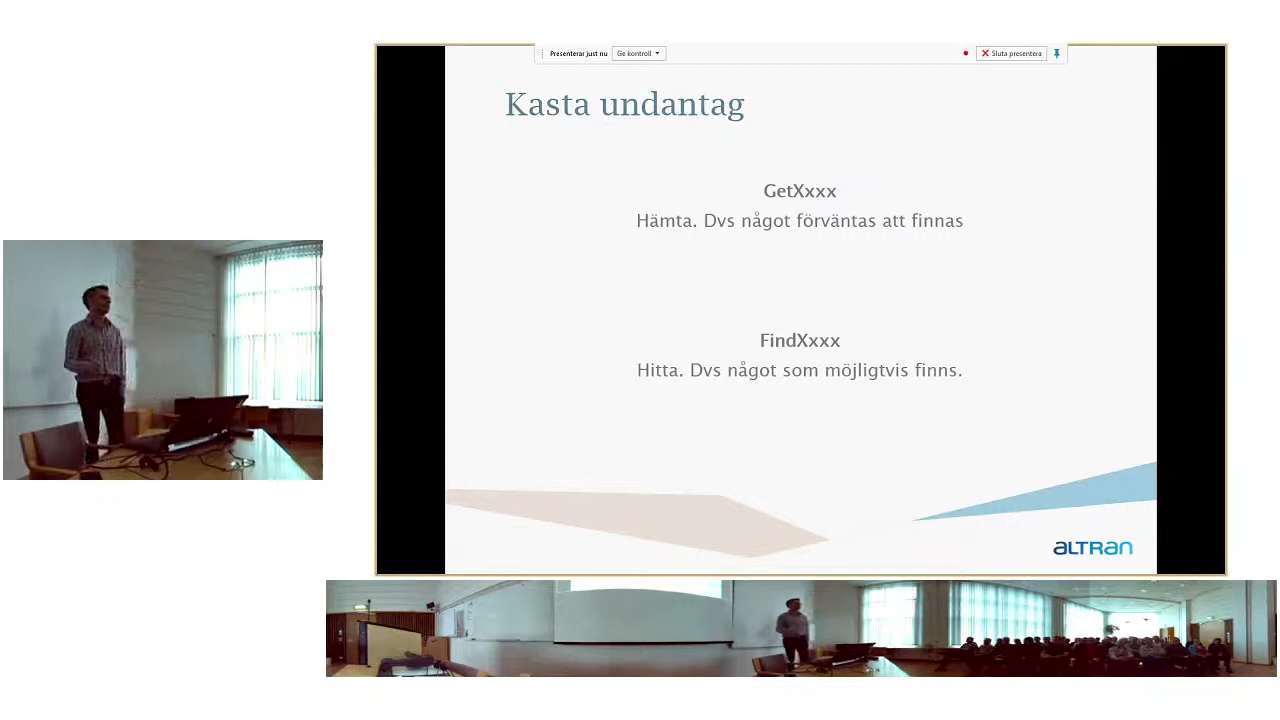 Presenterar just nu
Ge kontroll
Sluta presentera
Kasta undantag
GetXxxx
Hämta. Dvs något förväntas att finnas
FindXxxx
Hitta. Dvs något som möjligtvis finns.
ALTRAN